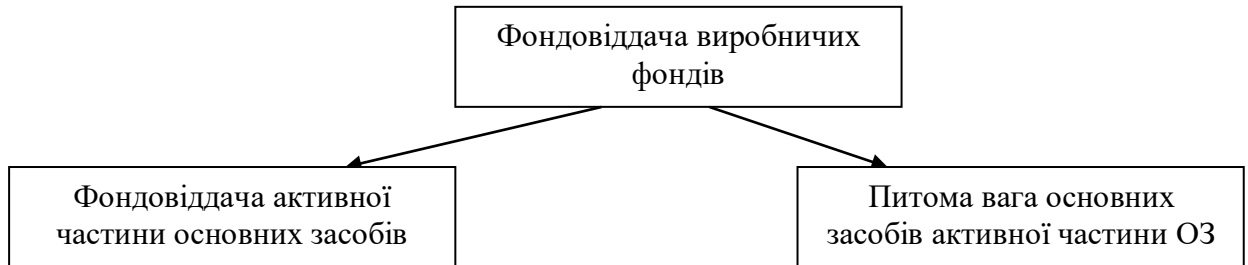 Фондовіддача виробничих
фондів
Фондовіддача активної
частини основних засобів
Питома вага основних
засобів активної частини ОЗ